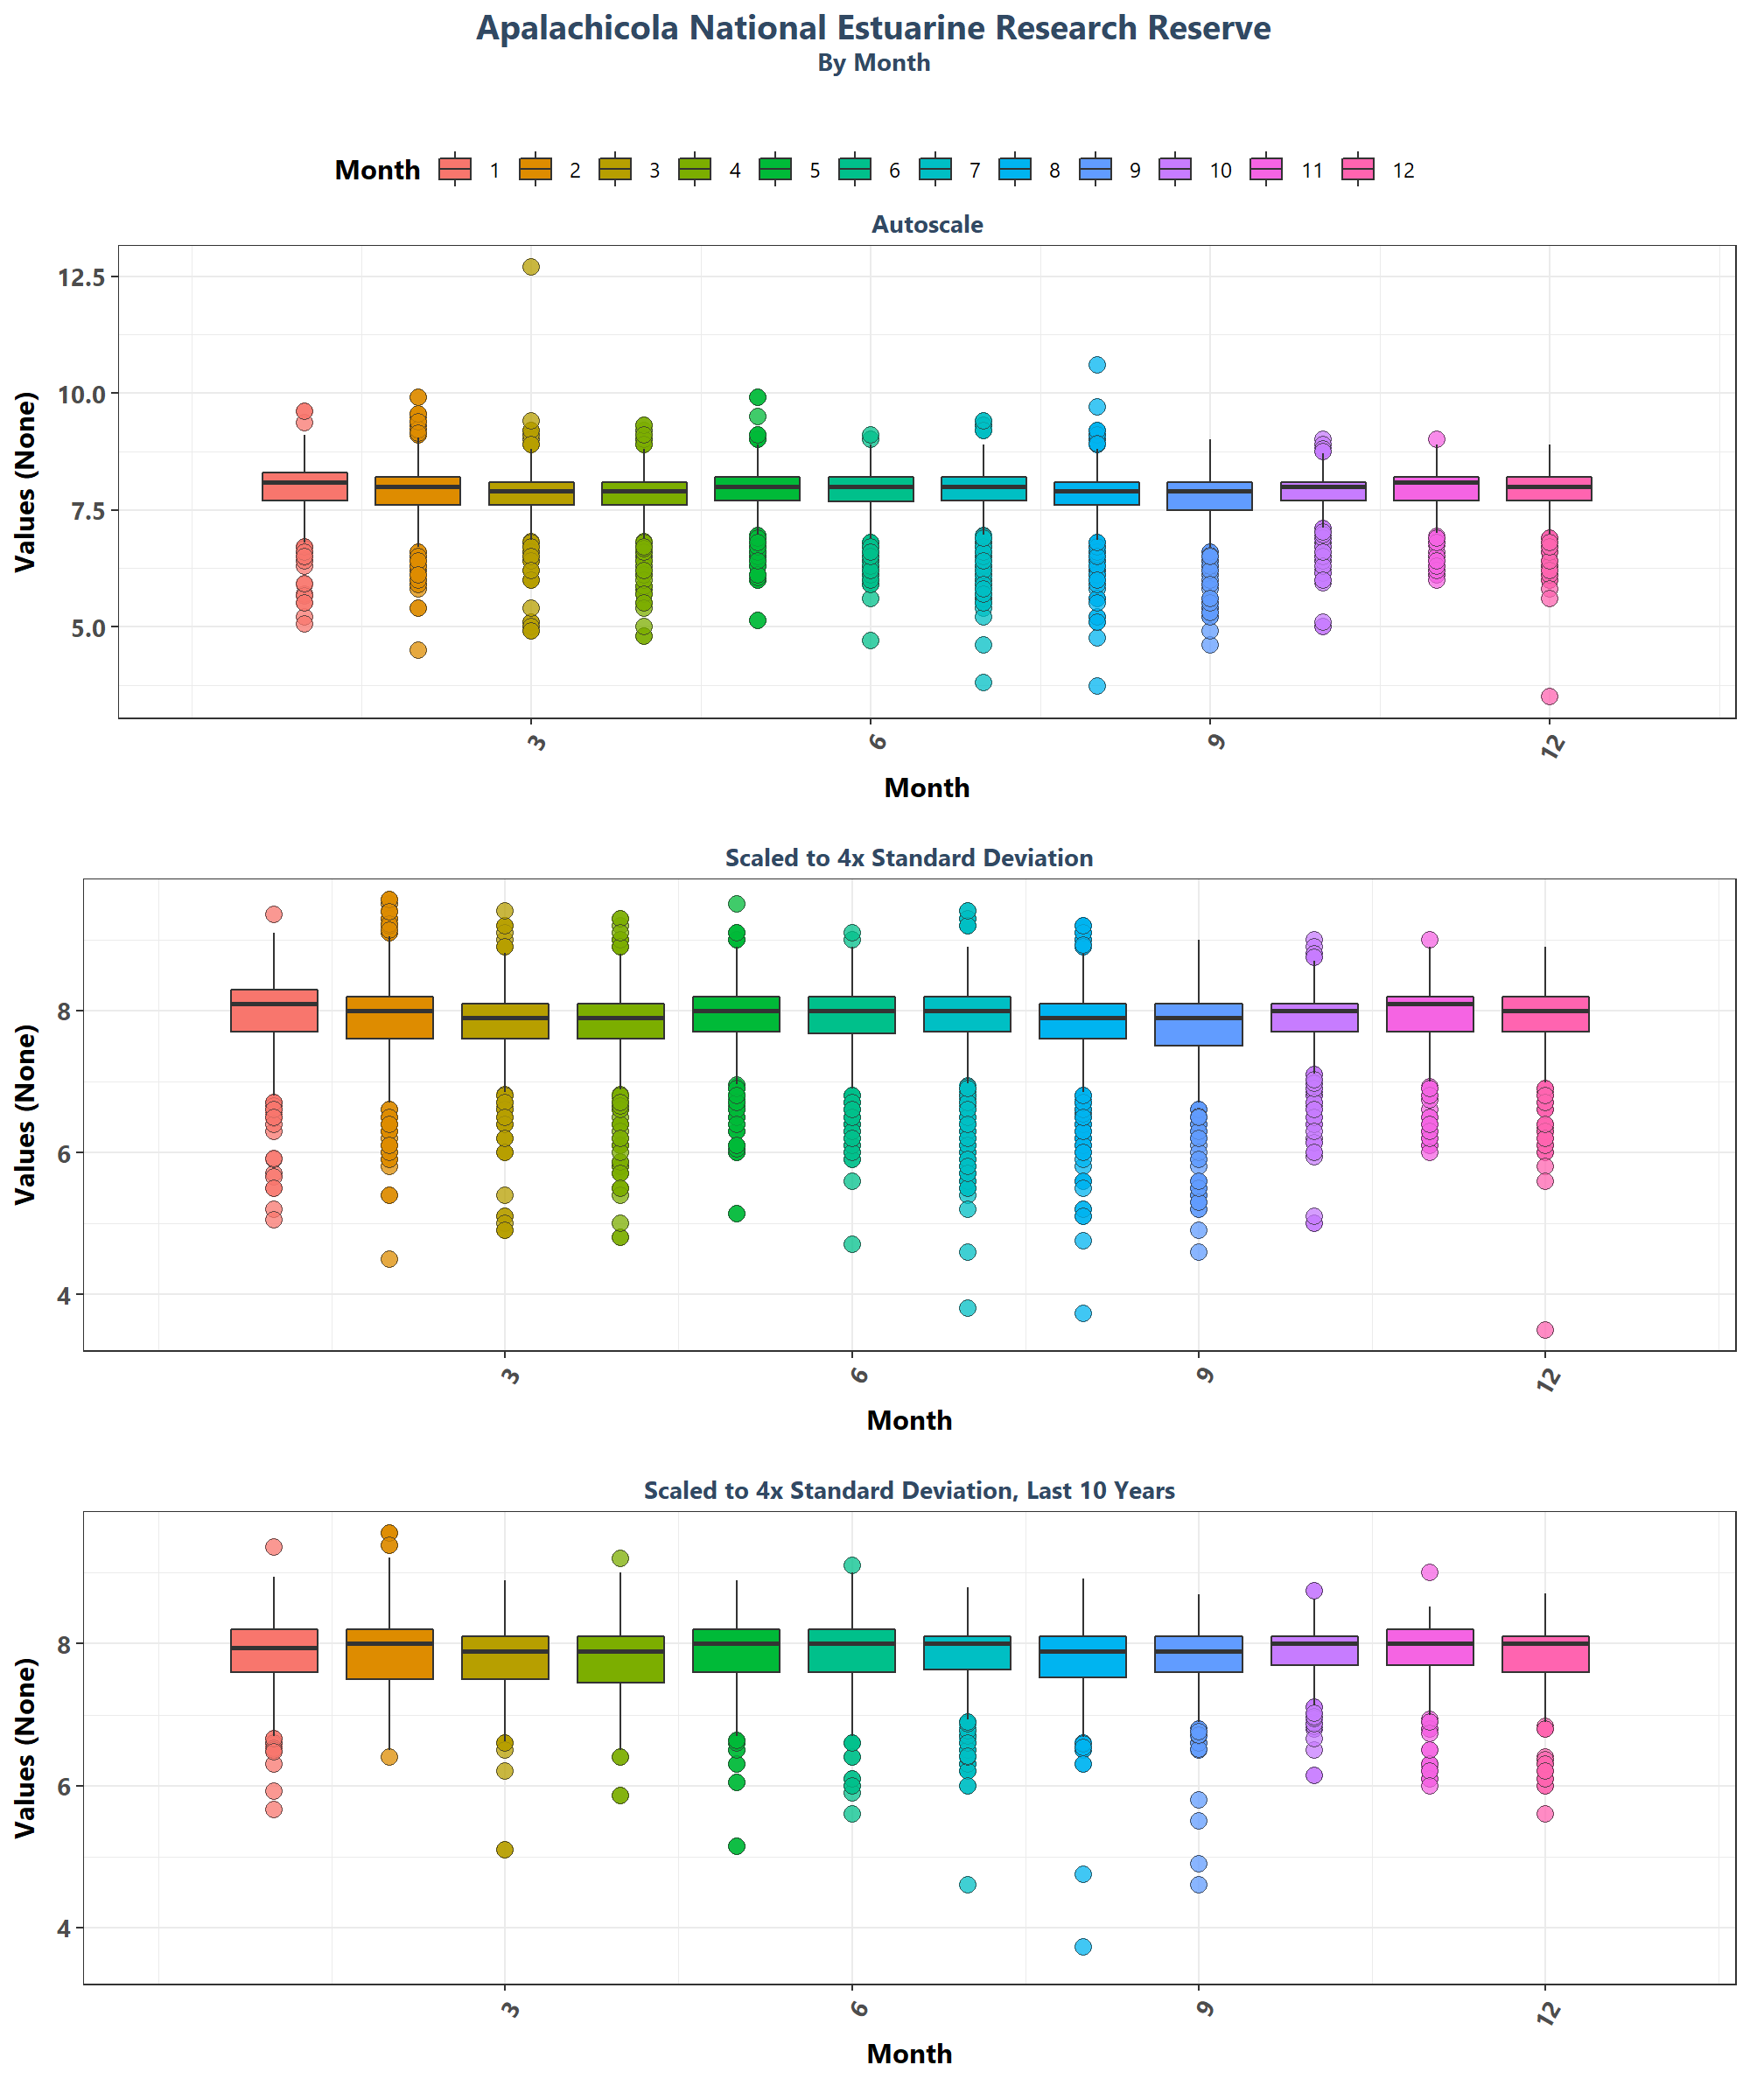 Apalachicola National Estuarine Research Reserve
By Month
Month 1 2 3 4 5 6 7 8 9 10 11 12
Autoscale
Values (None)
12.5
10.0
7.5
5.0
3 6 9 12
Month
Scaled to 4x Standard Deviation
Values (None)
8
6
4
3 6 9 12
Month
Scaled to 4x Standard Deviation, Last 10 Years
Values (None)
8
6
4
3 6 9 12
Month